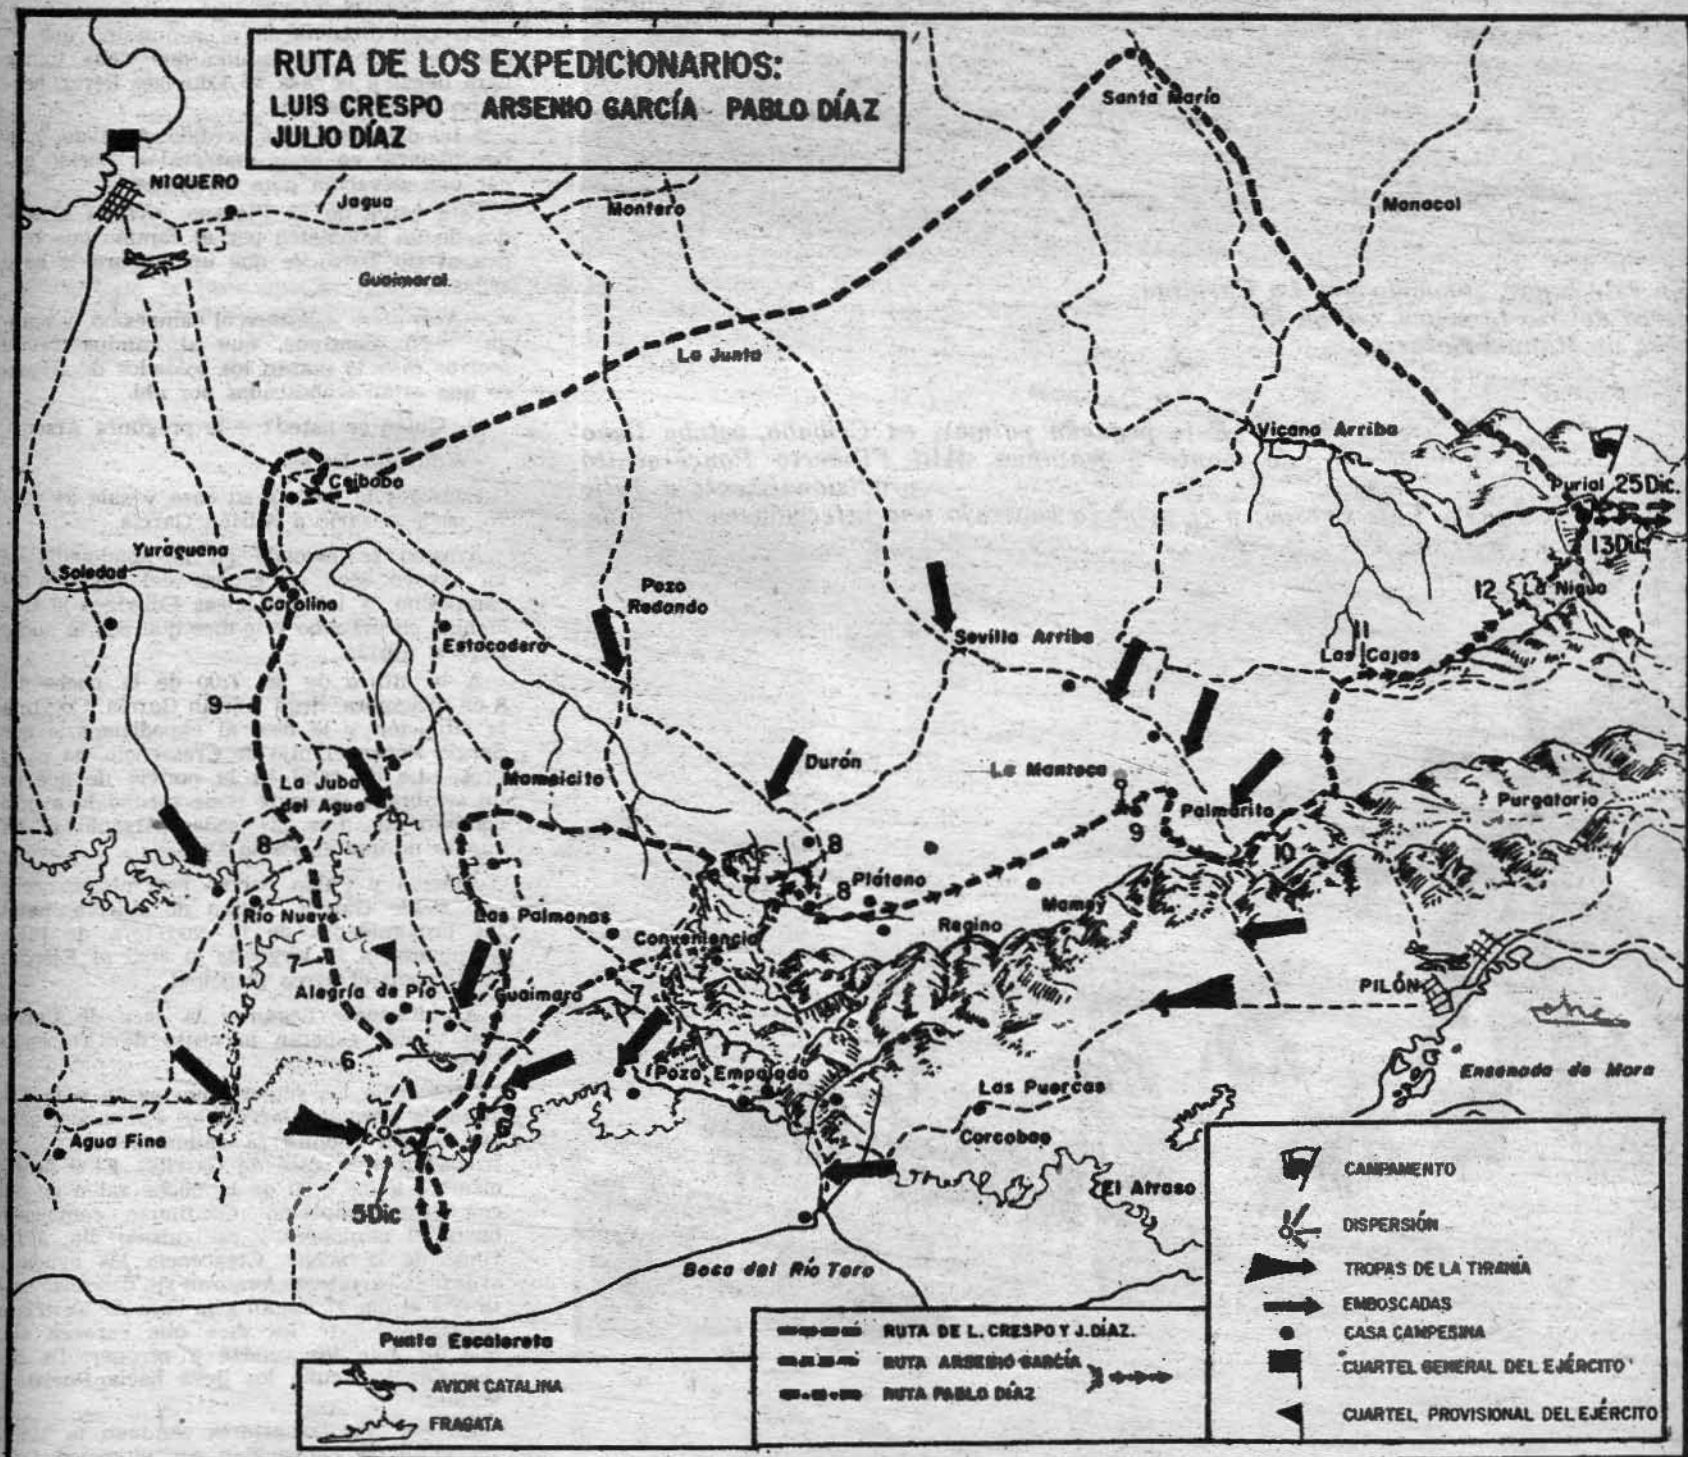 RUTA DE LOS EXPEDICIONARIOS:
LUIS CRESPO ARSENIO GARCÍA PABLO DÍAZ
JULIO DÍAZ
Santa María
NIQUERO
Jagua
Montero
Monacal
Guaimaral
La Junta
Vicana Arriba
Ceibabo
Purial 25Dic.
13Dic
Yuraguana
Soledad
Carolina
Pozo
Redondo
12
La Nigua
Estacadero
Sevilla Arriba
Las Cajas
9
Durón
La Manteca
La Juba
del Agua
Mamoicito
Palmarito
Purgatorio
8
8
9
10
8
Plátano
Mamey
Río Nuevo
Las Palmonas
Regino
Conveniencia
7
Alegría de Pío
Guaimaro
7
PILÓN
6
Pozo Empalado
Las Puercas
Ensenada de Mora
Agua Fina
Corcobao
El Atraso
5Dic
Boca del Río Toro
Punta Escalereta
AVION CATALINA
FRAGATA
RUTA DE L. CRESPO Y J. DÍAZ.
RUTA ARSENIO GARCÍA
RUTA PABLO DÍAZ
CAMPAMENTO
DISPERSIÓN
TROPAS DE LA TIRANÍA
EMBOSCADAS
CASA CAMPESINA
CUARTEL GENERAL DEL EJÉRCITO
CUARTEL PROVISIONAL DEL EJÉRCITO